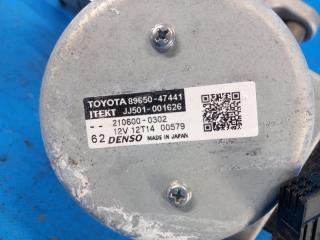 TOYOTA 89650-47441
JTEKT JJ501-001626
-- 210600-0302
12V 12T14 00579
62 DENSO MADE IN JAPAN